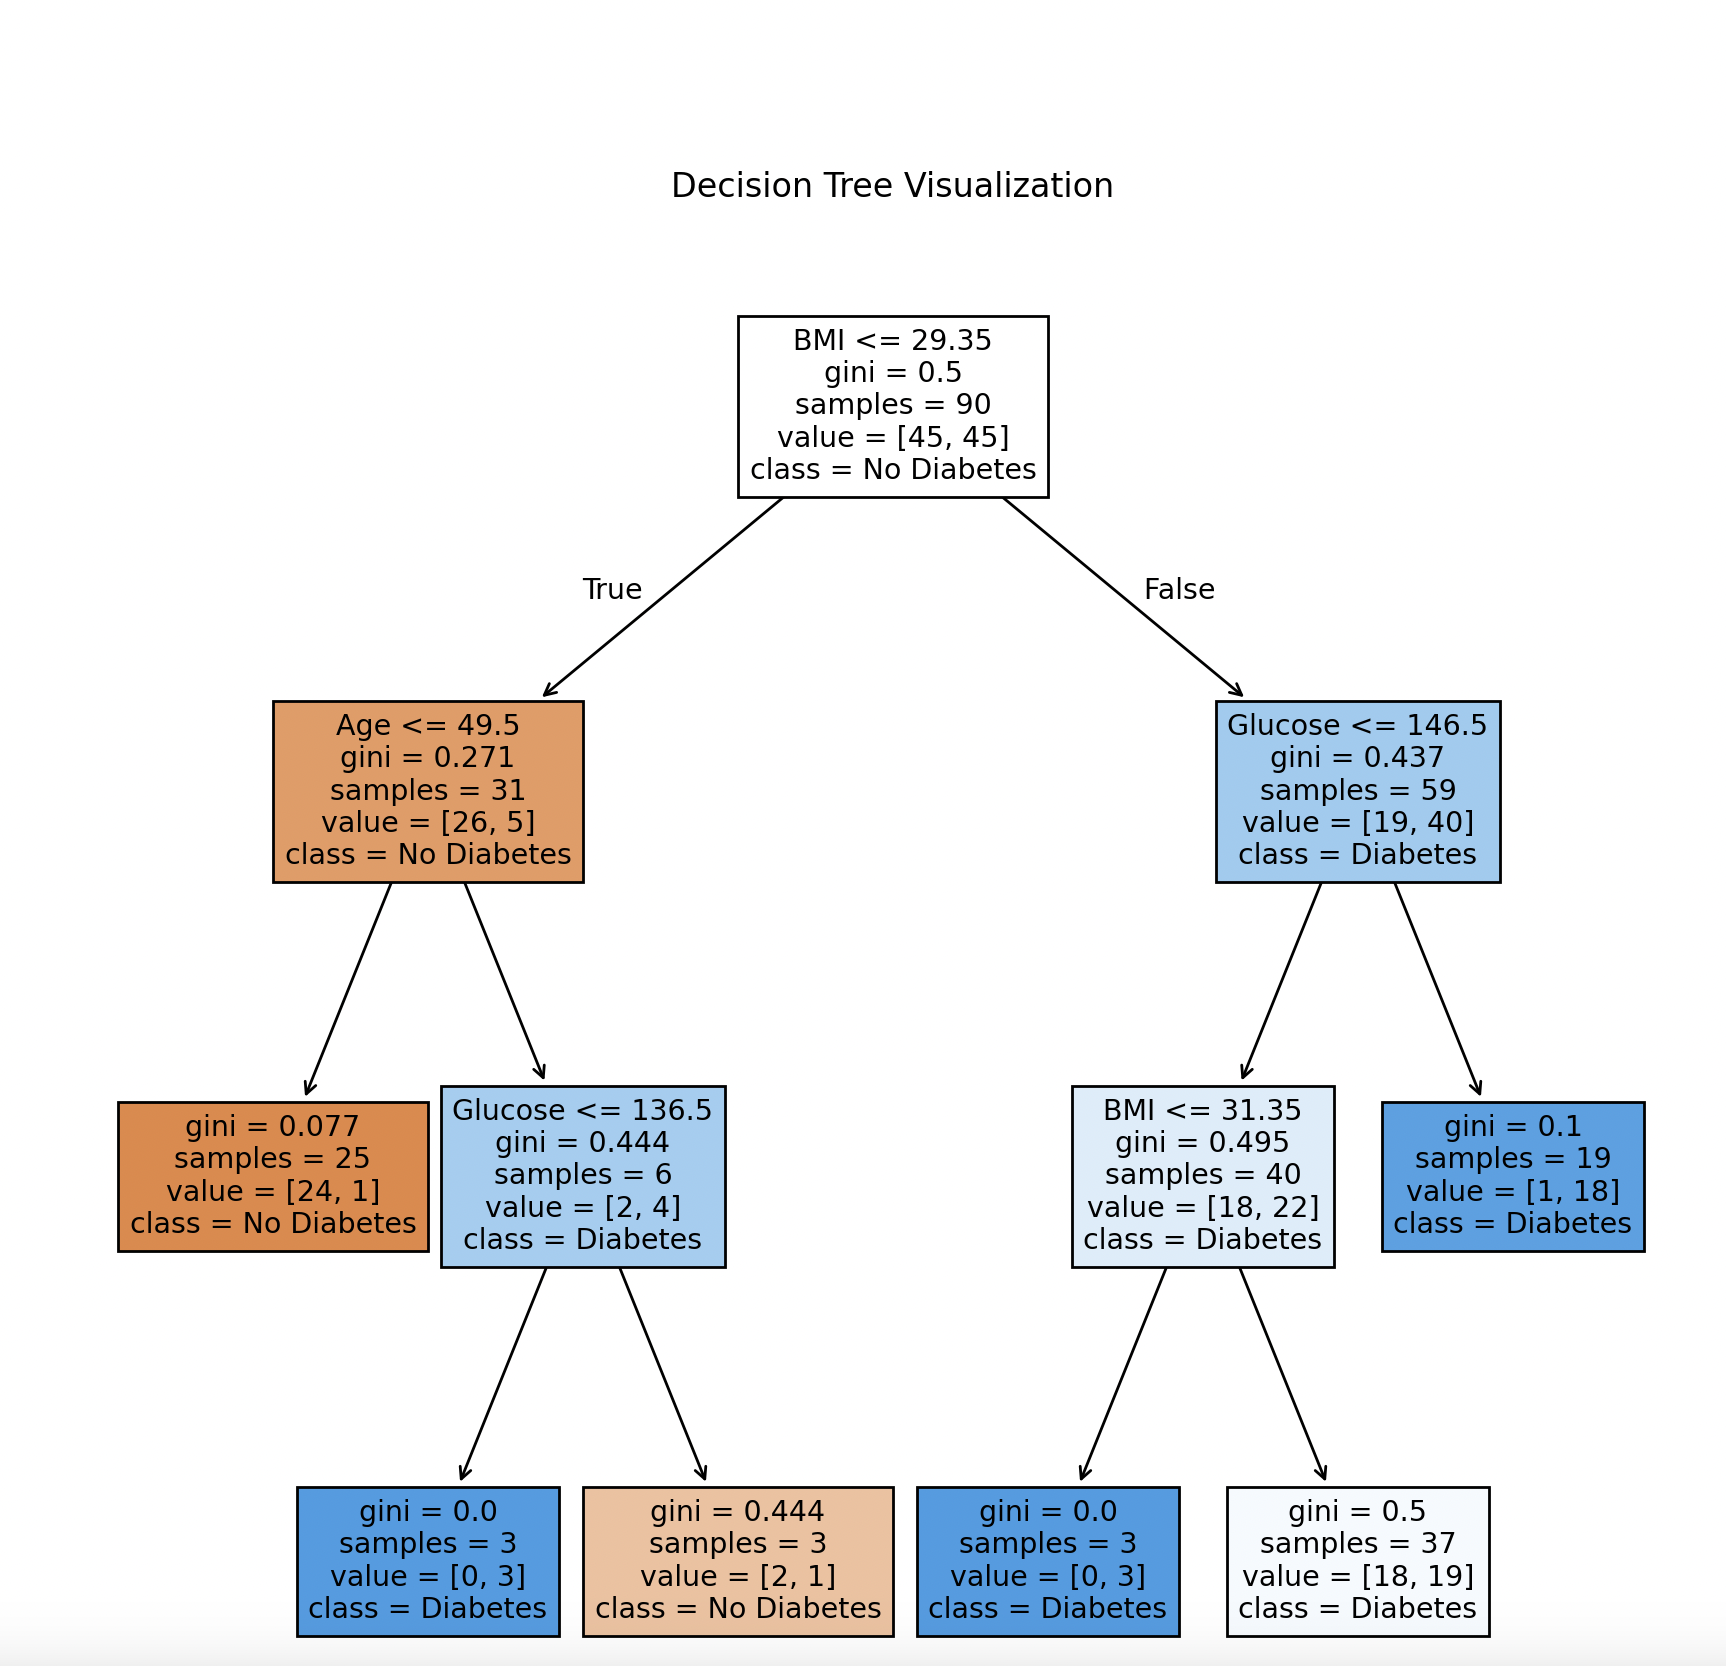 Decision Tree Visualization
BMI <= 29.35
gini = 0.5
samples = 90
value = [45, 45]
class = No Diabetes
True
False
Age <= 49.5
gini = 0.271
samples = 31
value = [26, 5]
class = No Diabetes
Glucose <= 146.5
gini = 0.437
samples = 59
value = [19, 40]
class = Diabetes
gini = 0.077
samples = 25
value = [24, 1]
class = No Diabetes
Glucose <= 136.5
gini = 0.444
samples = 6
value = [2, 4]
class = Diabetes
BMI <= 31.35
gini = 0.495
samples = 40
value = [18, 22]
class = Diabetes
gini = 0.1
samples = 19
value = [1, 18]
class = Diabetes
gini = 0.0
samples = 3
value = [0, 3]
class = Diabetes
gini = 0.444
samples = 3
value = [2, 1]
class = No Diabetes
gini = 0.0
samples = 3
value = [0, 3]
class = Diabetes
gini = 0.5
samples = 37
value = [18, 19]
class = Diabetes